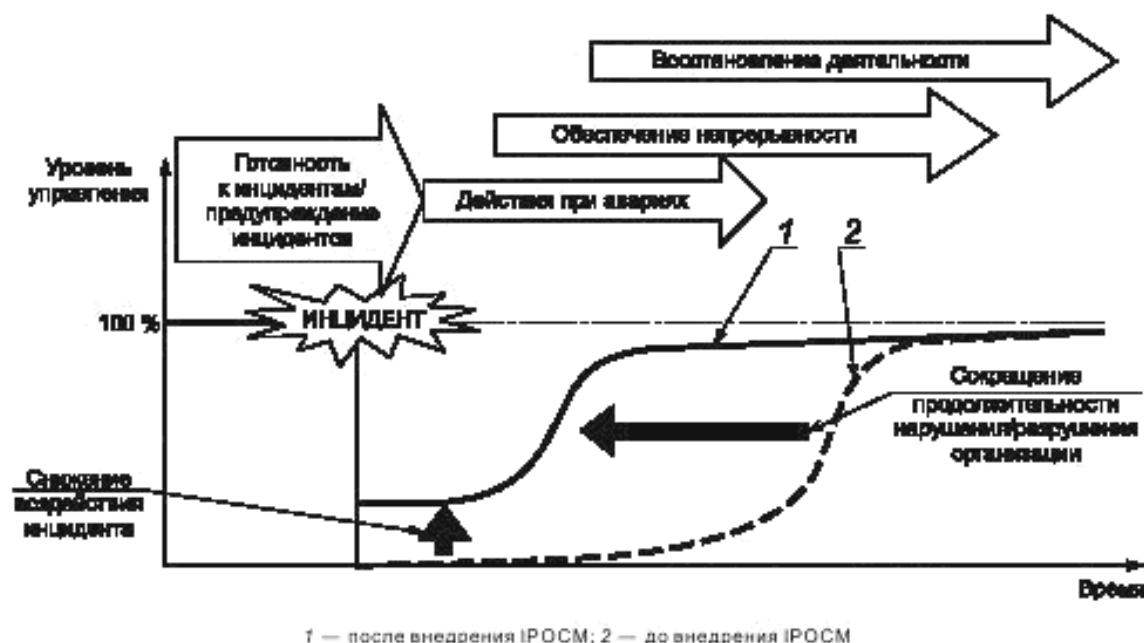 Восстановление деятельности
Обеспечение непрерывности
Уровень
управления
Готовность
к инцидентам/
предупреждение
инцидентов
Действия при авариях
1
2
100 %
ИНЦИДЕНТ
Сокращение
продолжительности
нарушения/разрушения
организации
Снижение
воздействия
инцидента
Время
1 — после внедрения IPOCM; 2 — до внедрения IPOCM